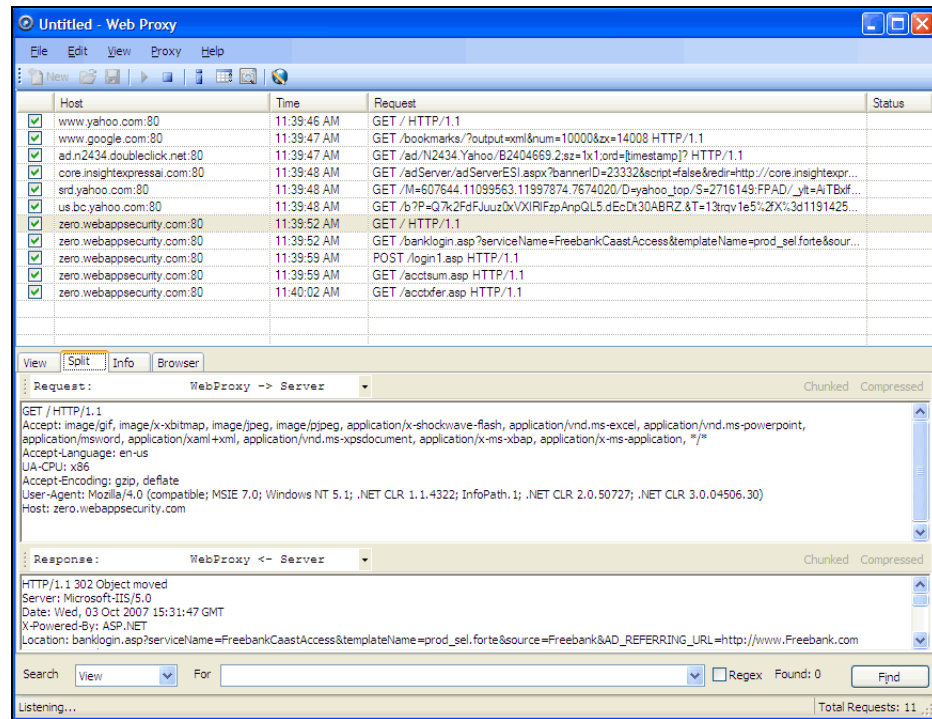 Untitled - Web Proxy
File Edit View Proxy Help
New
Host Time Request Status
www.yahoo.com:80 11:39:46 AM GET / HTTP/1.1
www.google.com:80 11:39:47 AM GET /bookmarks/?output=xml&num=10000&zx=14008 HTTP/1.1
ad.n2434.doubleclick.net:80 11:39:47 AM GET /ad/N2434.Yahoo/B2404669.2;sz=1x1;ord=[timestamp]? HTTP/1.1
core.insightexpressai.com:80 11:39:48 AM GET /adServer/adServerESI.aspx?bannerID=23332&script=false&redir=http://core.insightexpr...
srd.yahoo.com:80 11:39:48 AM GET /M=607644.11099563.11997874.7674020/D=yahoo_top/S=2716149:FPAD/_ylt=AiTBxlf...
us.bc.yahoo.com:80 11:39:48 AM GET /b?P=Q7k2FdFJuuz0xVXIRIFzpAnpQL5.dEcDt30ABRZ.&T=13trqv1e5%2fX%3d1191425...
zero.webappsecurity.com:80 11:39:52 AM GET / HTTP/1.1
zero.webappsecurity.com:80 11:39:52 AM GET /banklogin.asp?serviceName=FreebankCaastAccess&templateName=prod_sel.forte&sour...
zero.webappsecurity.com:80 11:39:59 AM POST /login1.asp HTTP/1.1
zero.webappsecurity.com:80 11:39:59 AM GET /acctsum.asp HTTP/1.1
zero.webappsecurity.com:80 11:40:02 AM GET /acctxfer.asp HTTP/1.1
View Split Info Browser
Request: WebProxy -> Server Chunked Compressed
GET / HTTP/1.1
Accept: image/gif, image/x-xbitmap, image/jpeg, image/pjpeg, application/x-shockwave-flash, application/vnd.ms-excel, application/vnd.ms-powerpoint,
application/msword, application/xaml+xml, application/vnd.ms-xpsdocument, application/x-ms-xbap, application/x-ms-application, */*
Accept-Language: en-us
UA-CPU: x86
Accept-Encoding: gzip, deflate
User-Agent: Mozilla/4.0 (compatible; MSIE 7.0; Windows NT 5.1; .NET CLR 1.1.4322; InfoPath.1; .NET CLR 2.0.50727; .NET CLR 3.0.04506.30)
Host: zero.webappsecurity.com
Response: WebProxy <- Server Chunked Compressed
HTTP/1.1 302 Object moved
Server: Microsoft-IIS/5.0
Date: Wed, 03 Oct 2007 15:31:47 GMT
X-Powered-By: ASP.NET
Location: banklogin.asp?serviceName=FreebankCaastAccess&templateName=prod_sel.forte&source=Freebank&AD_REFERRING_URL=http://www.Freebank.com
Search View For Regex Found: 0 Find
Listening... Total Requests: 11